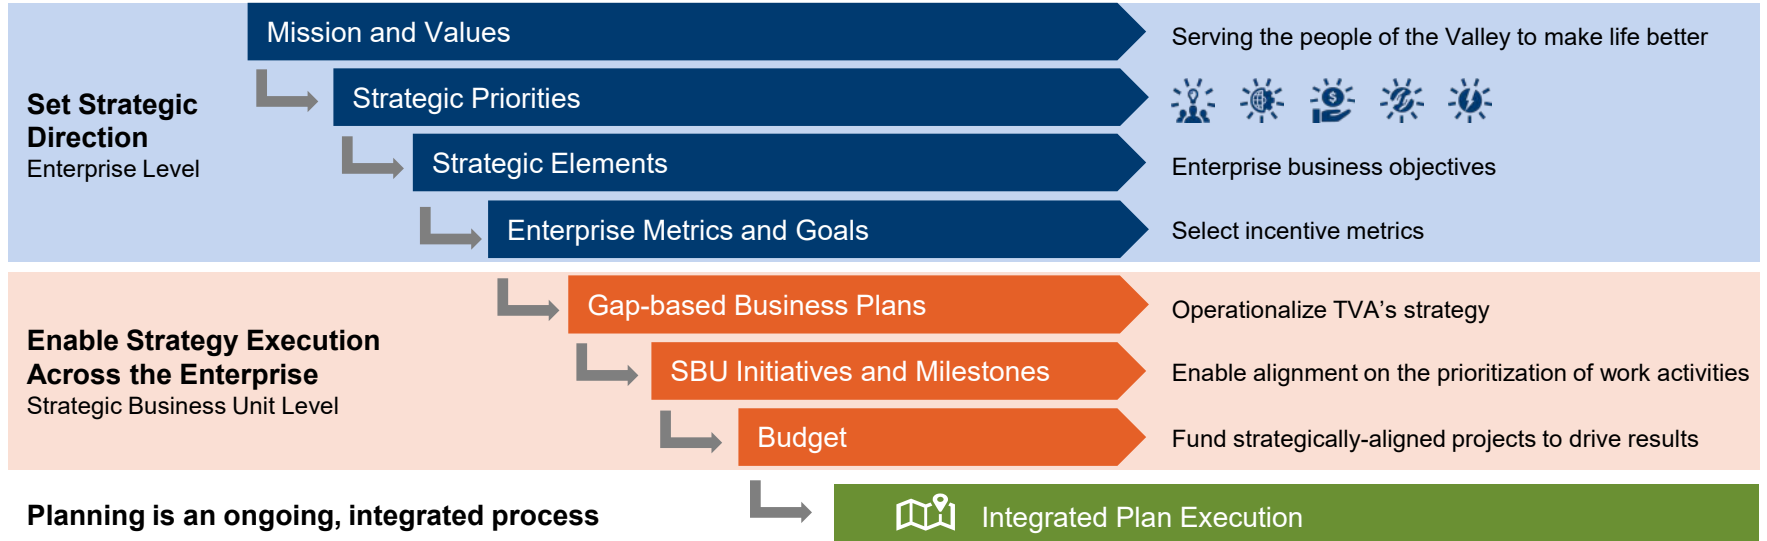 Mission and Values
Serving the people of the Valley to make life better
Set Strategic
Direction
Enterprise Level
Strategic Priorities
$
Strategic Elements
Enterprise business objectives
Enterprise Metrics and Goals
Select incentive metrics
Enable Strategy Execution
Across the Enterprise
Strategic Business Unit Level
Gap-based Business Plans
Operationalize TVA's strategy
SBU Initiatives and Milestones
Enable alignment on the prioritization of work activities
Budget
Fund strategically-aligned projects to drive results
Planning is an ongoing, integrated process
Integrated Plan Execution